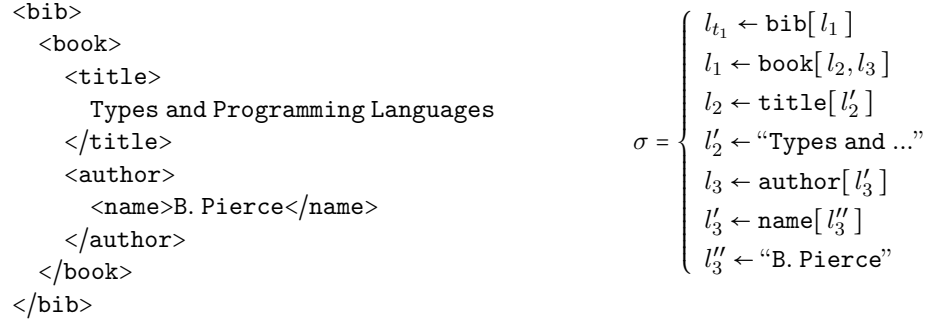 <bib>
<book>
<title>
Types and Programming Languages
</title>
<author>
<name>B. Pierce</name>
</author>
</book>
</bib>
σ =
l_{t_1} ← bib[ l_1 ]
l_1 ← book[ l_2, l_3 ]
l_2 ← title[ l'_2 ]
l'_2 ← “Types and ...”
l_3 ← author[ l'_3 ]
l'_3 ← name[ l''_3 ]
l''_3 ← “B. Pierce”